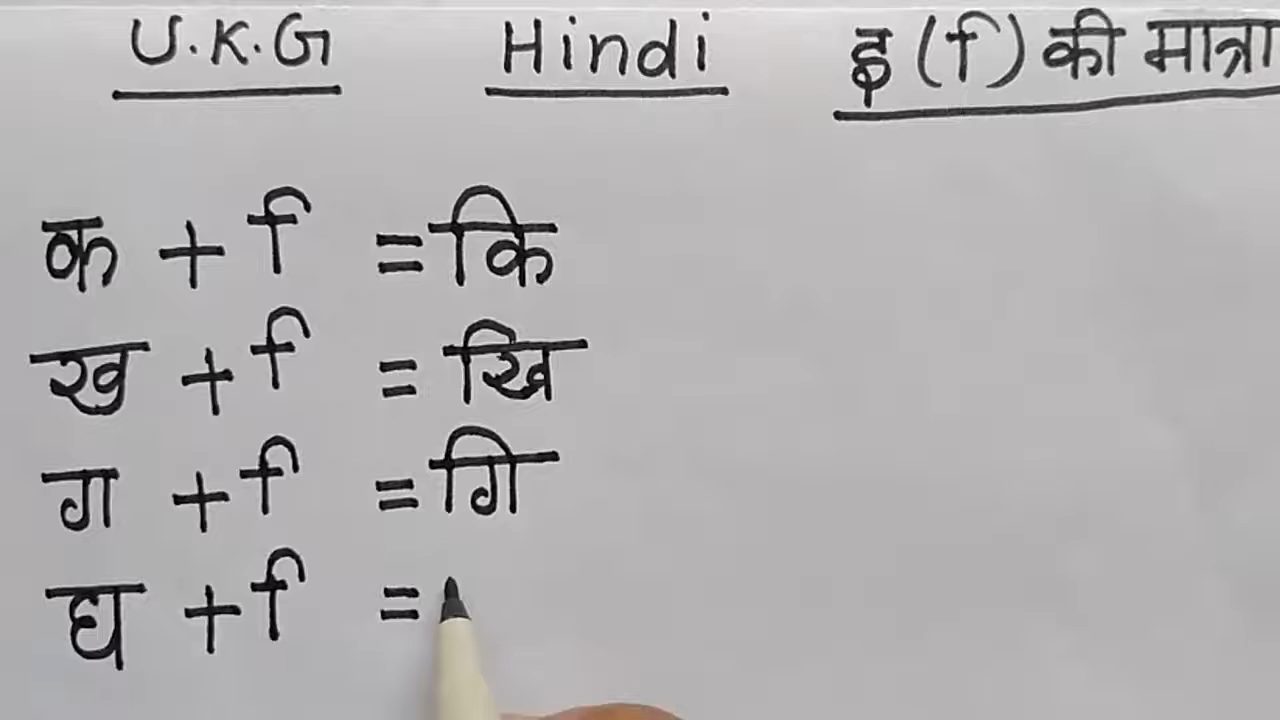 U.K.G Hindi इ (ि) की मात्रा
क + ि = कि
ख + ि = खि
ग + ि = गि
घ + ि =